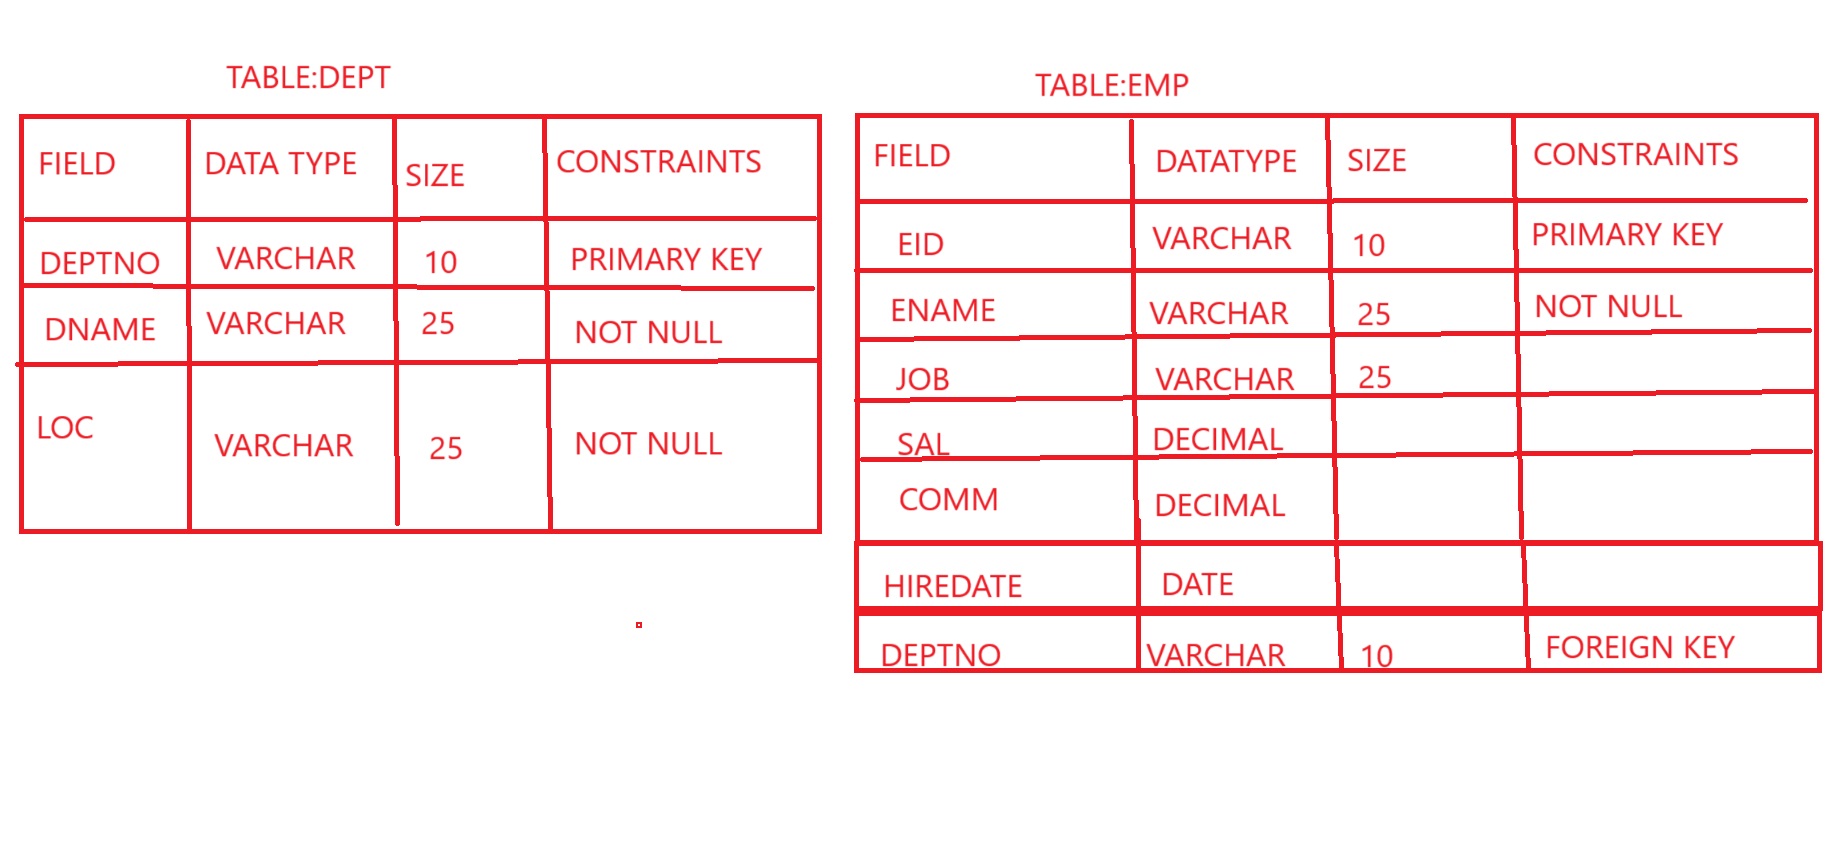 TABLE:DEPT
FIELD DATA TYPE SIZE CONSTRAINTS
DEPTNO VARCHAR 10 PRIMARY KEY
DNAME VARCHAR 25 NOT NULL
LOC VARCHAR 25 NOT NULL
TABLE:EMP
FIELD DATATYPE SIZE CONSTRAINTS
EID VARCHAR 10 PRIMARY KEY
ENAME VARCHAR 25 NOT NULL
JOB VARCHAR 25
SAL DECIMAL
COMM DECIMAL
HIREDATE DATE
DEPTNO VARCHAR 10 FOREIGN KEY